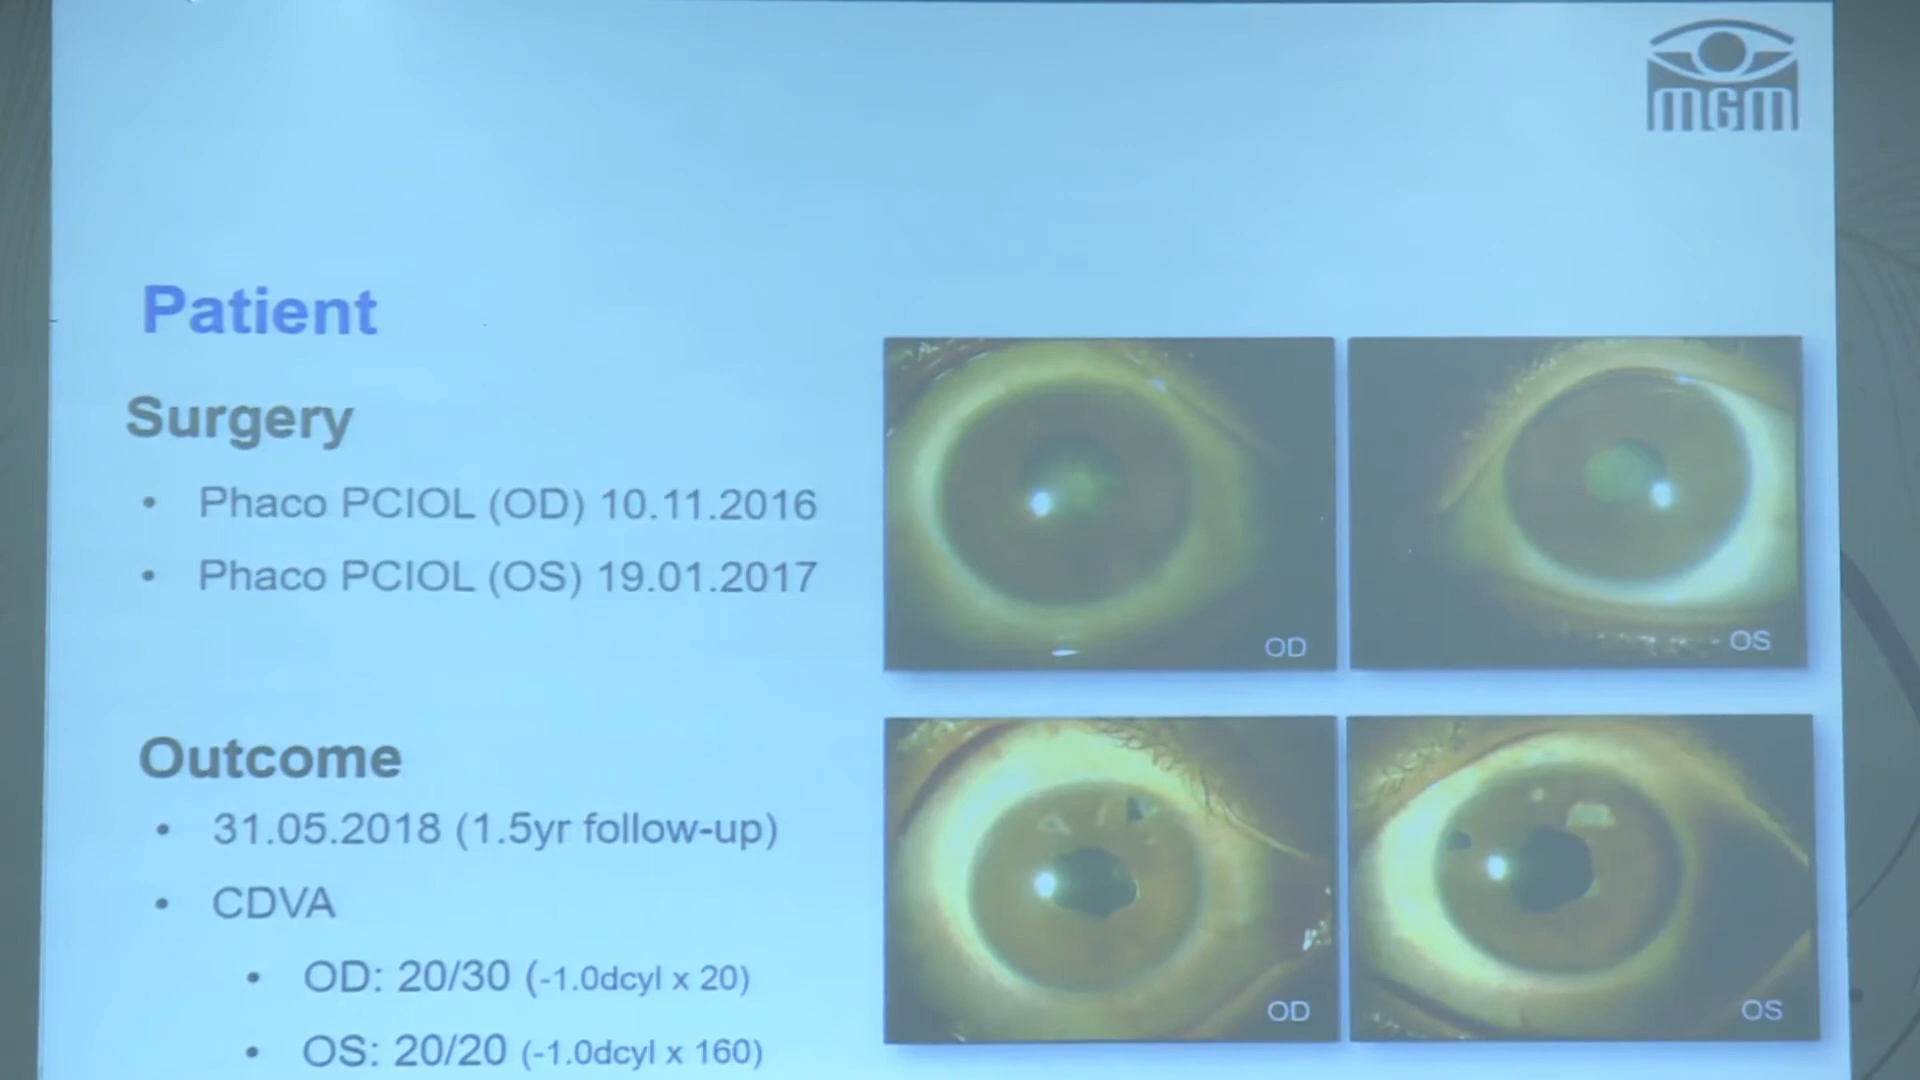 MGM
Patient
Surgery
• Phaco PCIOL (OD) 10.11.2016
• Phaco PCIOL (OS) 19.01.2017
OD
OS
Outcome
• 31.05.2018 (1.5yr follow-up)
• CDVA
• OD: 20/30 (-1.0dcyl x 20)
• OS: 20/20 (-1.0dcyl x 160)
OD
OS